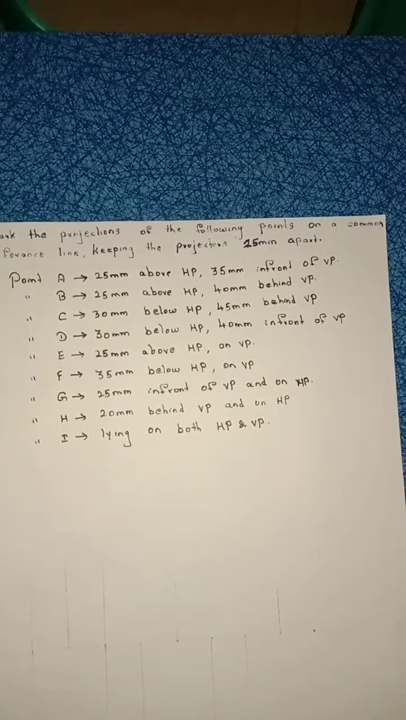 the projections of the following points on a common
line, keeping the projectors 25mm apart.
Point A → 25mm above HP, 35mm infront of VP.
" B → 25mm above HP, 40mm behind VP.
" C → 30mm below HP, 45mm behind VP
" D → 30mm below HP, 40mm infront of VP
" E → 25mm above HP, on VP.
" F → 35mm below HP, on VP
" G → 25mm infront of VP and on HP.
" H → 20mm behind VP and on HP
" I → lying on both HP & VP.